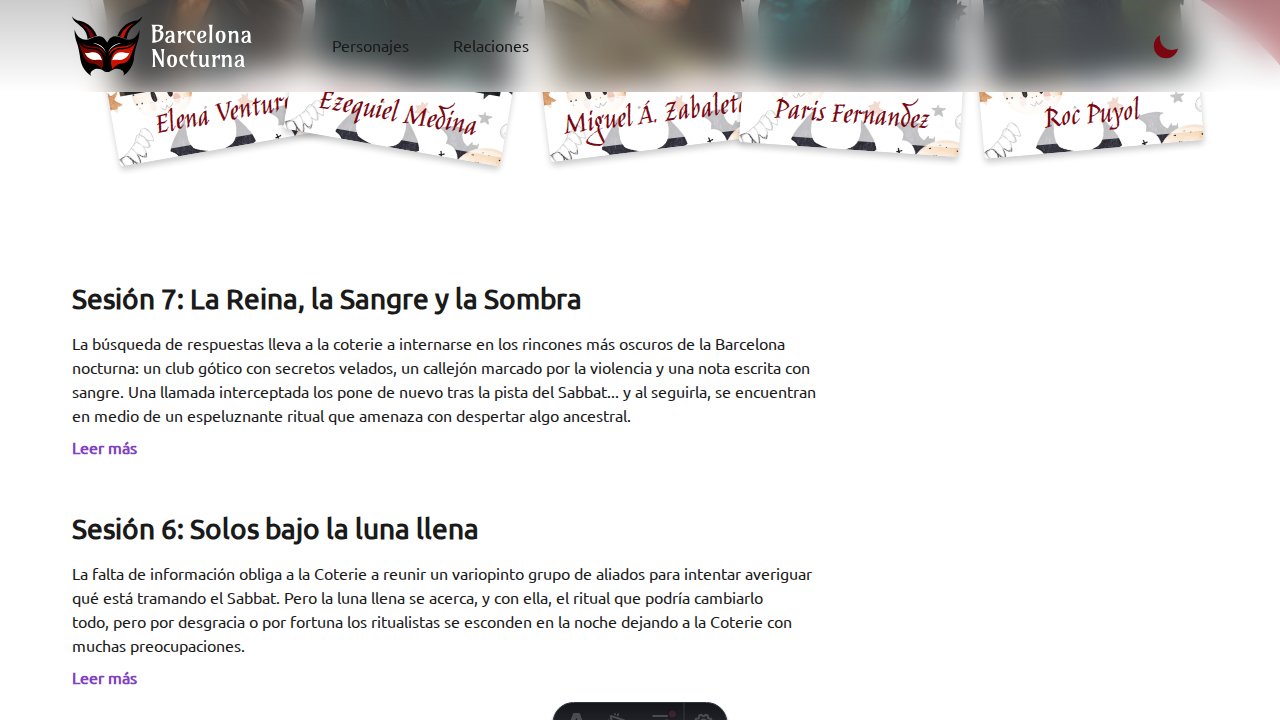 Barcelona
Nocturna
Personajes
Relaciones
Elena Ventura
Ezequiel Medina
Miguel Á. Zabaleta
Paris Fernandez
Roc Puyol
Sesión 7: La Reina, la Sangre y la Sombra
La búsqueda de respuestas lleva a la coterie a internarse en los rincones más oscuros de la Barcelona
nocturna: un club gótico con secretos velados, un callejón marcado por la violencia y una nota escrita con
sangre. Una llamada interceptada los pone de nuevo tras la pista del Sabbat... y al seguirla, se encuentran
en medio de un espeluznante ritual que amenaza con despertar algo ancestral.
Leer más
Sesión 6: Solos bajo la luna llena
La falta de información obliga a la Coterie a reunir un variopinto grupo de aliados para intentar averiguar
qué está tramando el Sabbat. Pero la luna llena se acerca, y con ella, el ritual que podría cambiarlo
todo, pero por desgracia o por fortuna los ritualistas se esconden en la noche dejando a la Coterie con
muchas preocupaciones.
Leer más